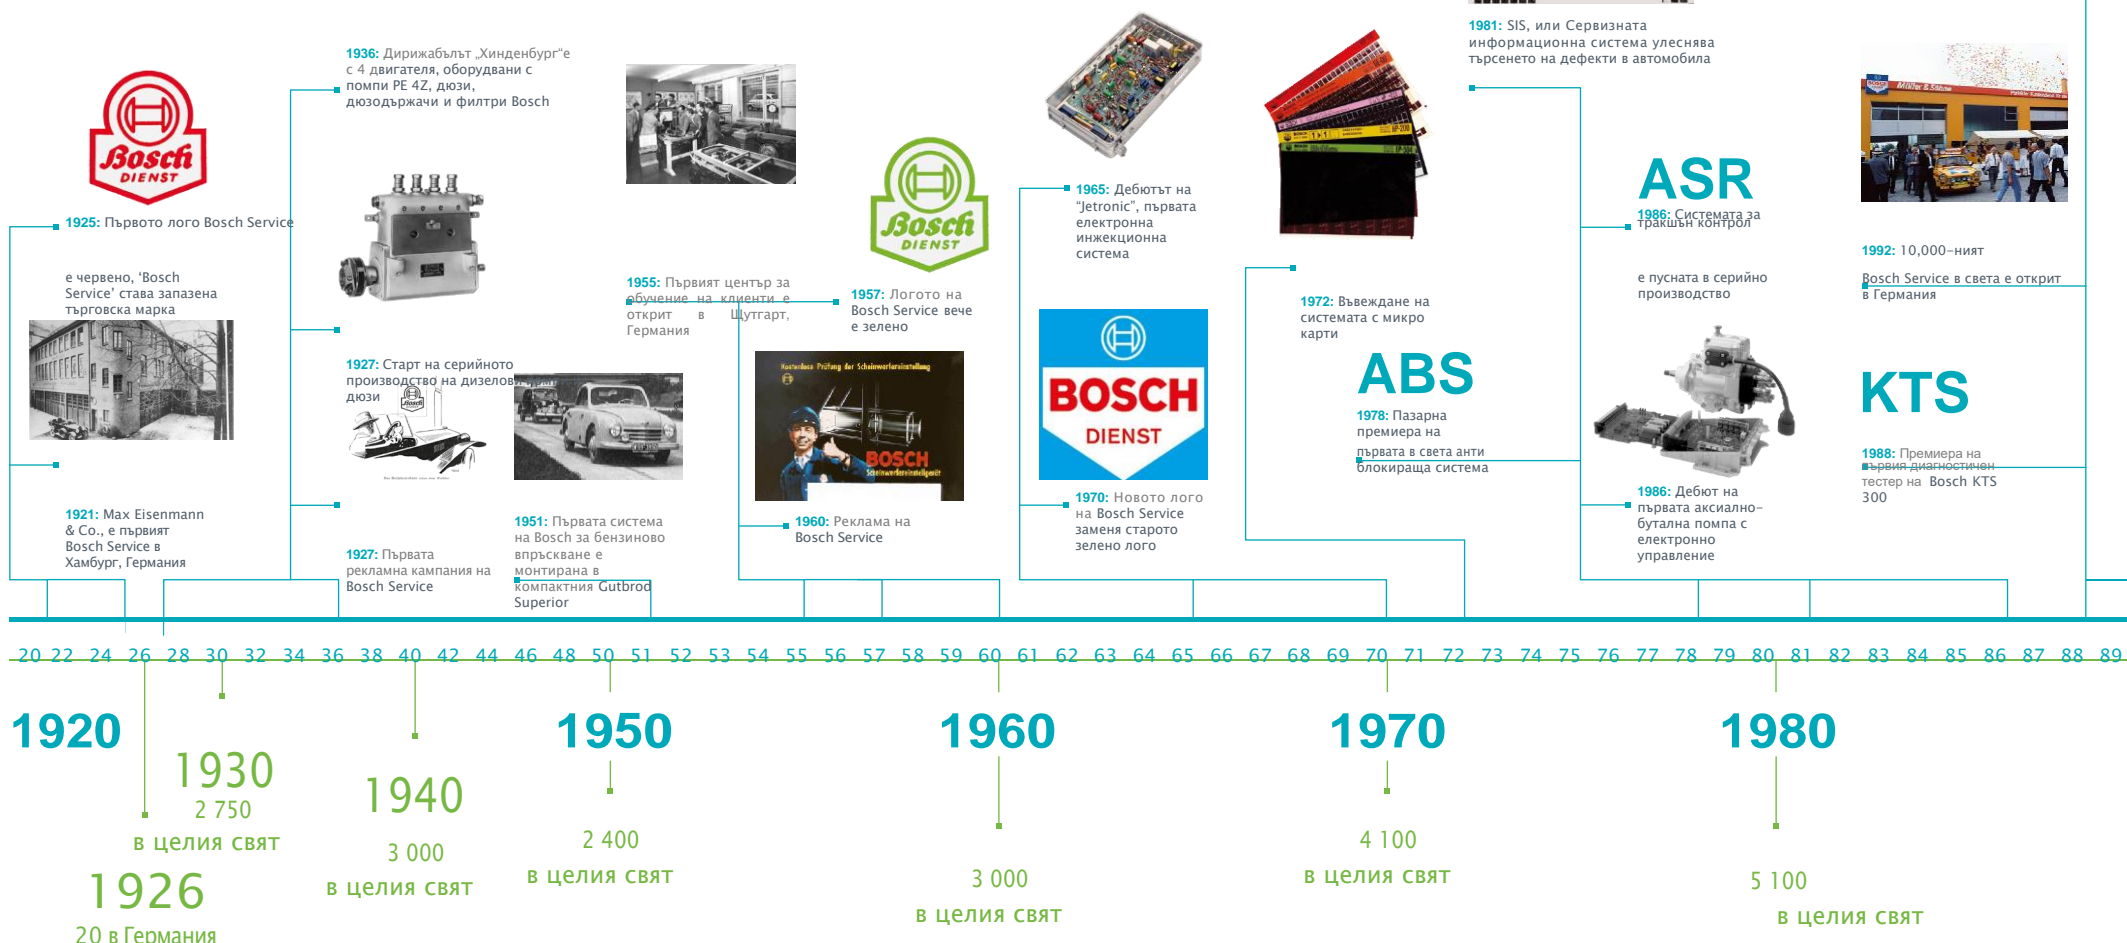 Bosch
DIENST
1925: Първото лого Bosch Service
е червено, ‘Bosch
Service’ става запазена
търговска марка
1921: Max Eisenmann
& Co., е първият
Bosch Service в
Хамбург, Германия
1936: Дирижабълът „Хинденбург“е
с 4 двигателя, оборудвани с
помпи PE 4Z, дюзи,
дюзодържачи и филтри Bosch
1927: Старт на серийното
производство на дизелови
дюзи
Bosch
1927: Първата
рекламна кампания на
Bosch Service
1951: Първата система
на Bosch за бензиново
впръскване е
монтирана в
компактния Gutbrod
Superior
1955: Първият център за
обучение на клиенти е
открит в Щутгарт,
Германия
Bosch
DIENST
1957: Логото на
Bosch Service вече
е зелено
Kostenlose Prüfung der Scheinwerfereinstellung
BOSCH
Scheinwerfereinstellgerät
1960: Реклама на
Bosch Service
1965: Дебютът на
“Jetronic”, първата
електронна
инжекционна
система
BOSCH
DIENST
1970: Новото лого
на Bosch Service
заменя старото
зелено лого
1972: Въвеждане на
системата с микро
карти
ABS
1978: Пазарна
премиера на
първата в света анти
блокираща система
1981: SIS, или Сервизната
информационна система улеснява
търсенето на дефекти в автомобила
ASR
1986: Системата за
тракшън контрол
е пусната в серийно
производство
1986: Дебют на
първата аксиално-
бутална помпа с
електронно
управление
Müller & Söhne
1992: 10,000-ният
Bosch Service в света е открит
в Германия
KTS
1988: Премиера на
първия диагностичен
тестер на Bosch KTS
300
20 22 24 26 28 30 32 34 36 38 40 42 44 46 48 50 51 52 53 54 55 56 57 58 59 60 61 62 63 64 65 66 67 68 69 70 71 72 73 74 75 76 77 78 79 80 81 82 83 84 85 86 87 88 89
1920 1950 1960 1970 1980
1930
2 750
в целия свят
1926
20 в Германия
1940
3 000
в целия свят
2 400
в целия свят
3 000
в целия свят
4 100
в целия свят
5 100
в целия свят